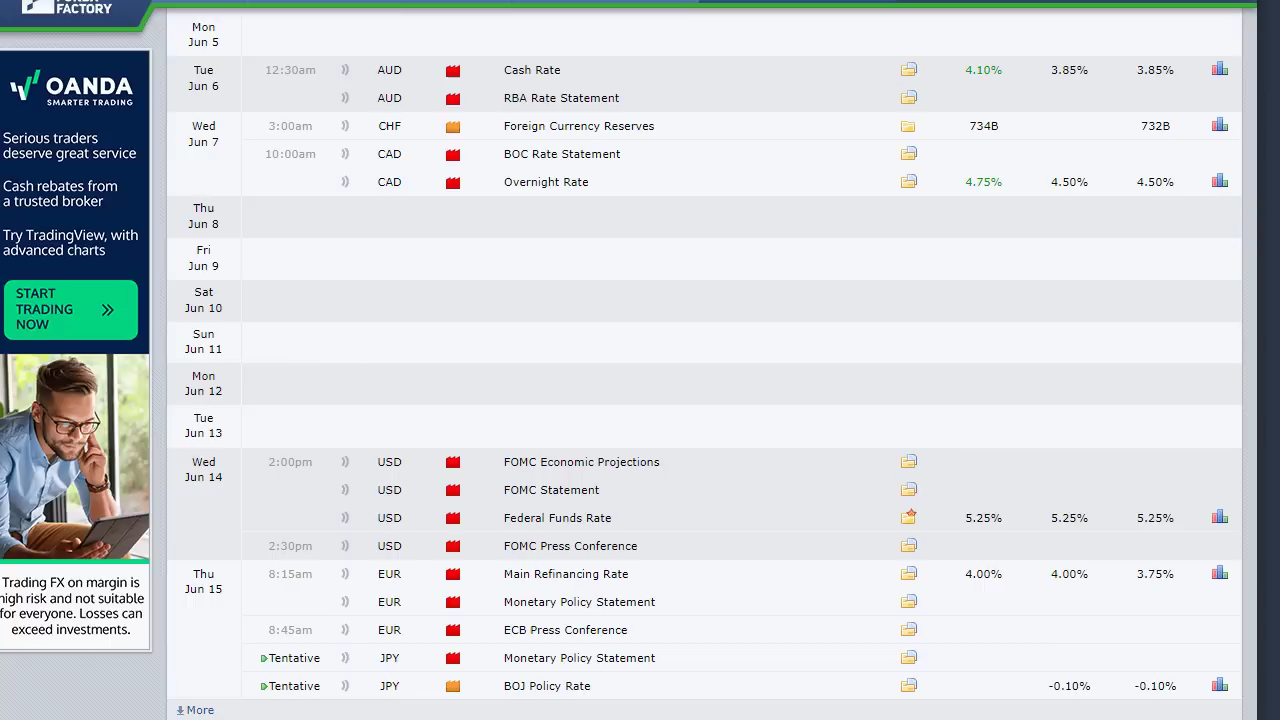 FACTORY
OANDA
SMARTER TRADING
Serious traders
deserve great service
Cash rebates from
a trusted broker
Try TradingView, with
advanced charts
START
TRADING
NOW
Trading FX on margin is
high risk and not suitable
for everyone. Losses can
exceed investments.
Mon
Jun 5
Tue
Jun 6
12:30am AUD Cash Rate 4.10% 3.85% 3.85%
AUD RBA Rate Statement
Wed
Jun 7
3:00am CHF Foreign Currency Reserves 734B 732B
10:00am CAD BOC Rate Statement
CAD Overnight Rate 4.75% 4.50% 4.50%
Thu
Jun 8
Fri
Jun 9
Sat
Jun 10
Sun
Jun 11
Mon
Jun 12
Tue
Jun 13
Wed
Jun 14
2:00pm USD FOMC Economic Projections
USD FOMC Statement
USD Federal Funds Rate 5.25% 5.25% 5.25%
2:30pm USD FOMC Press Conference
Thu
Jun 15
8:15am EUR Main Refinancing Rate 4.00% 4.00% 3.75%
EUR Monetary Policy Statement
8:45am EUR ECB Press Conference
Tentative JPY Monetary Policy Statement
Tentative JPY BOJ Policy Rate -0.10% -0.10%
More